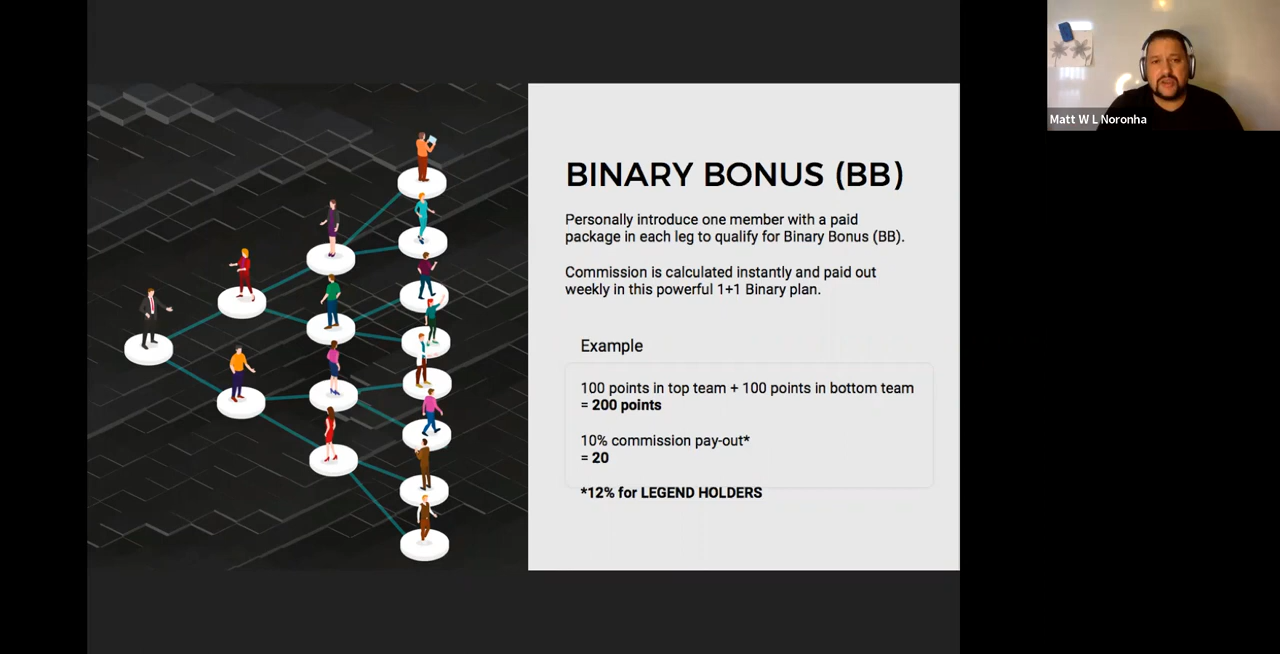 BINARY BONUS (BB)
Personally introduce one member with a paid
package in each leg to qualify for Binary Bonus (BB).
Commission is calculated instantly and paid out
weekly in this powerful 1+1 Binary plan.
Example
100 points in top team + 100 points in bottom team
= 200 points
10% commission pay-out*
= 20
*12% for LEGEND HOLDERS
Matt W L Noronha